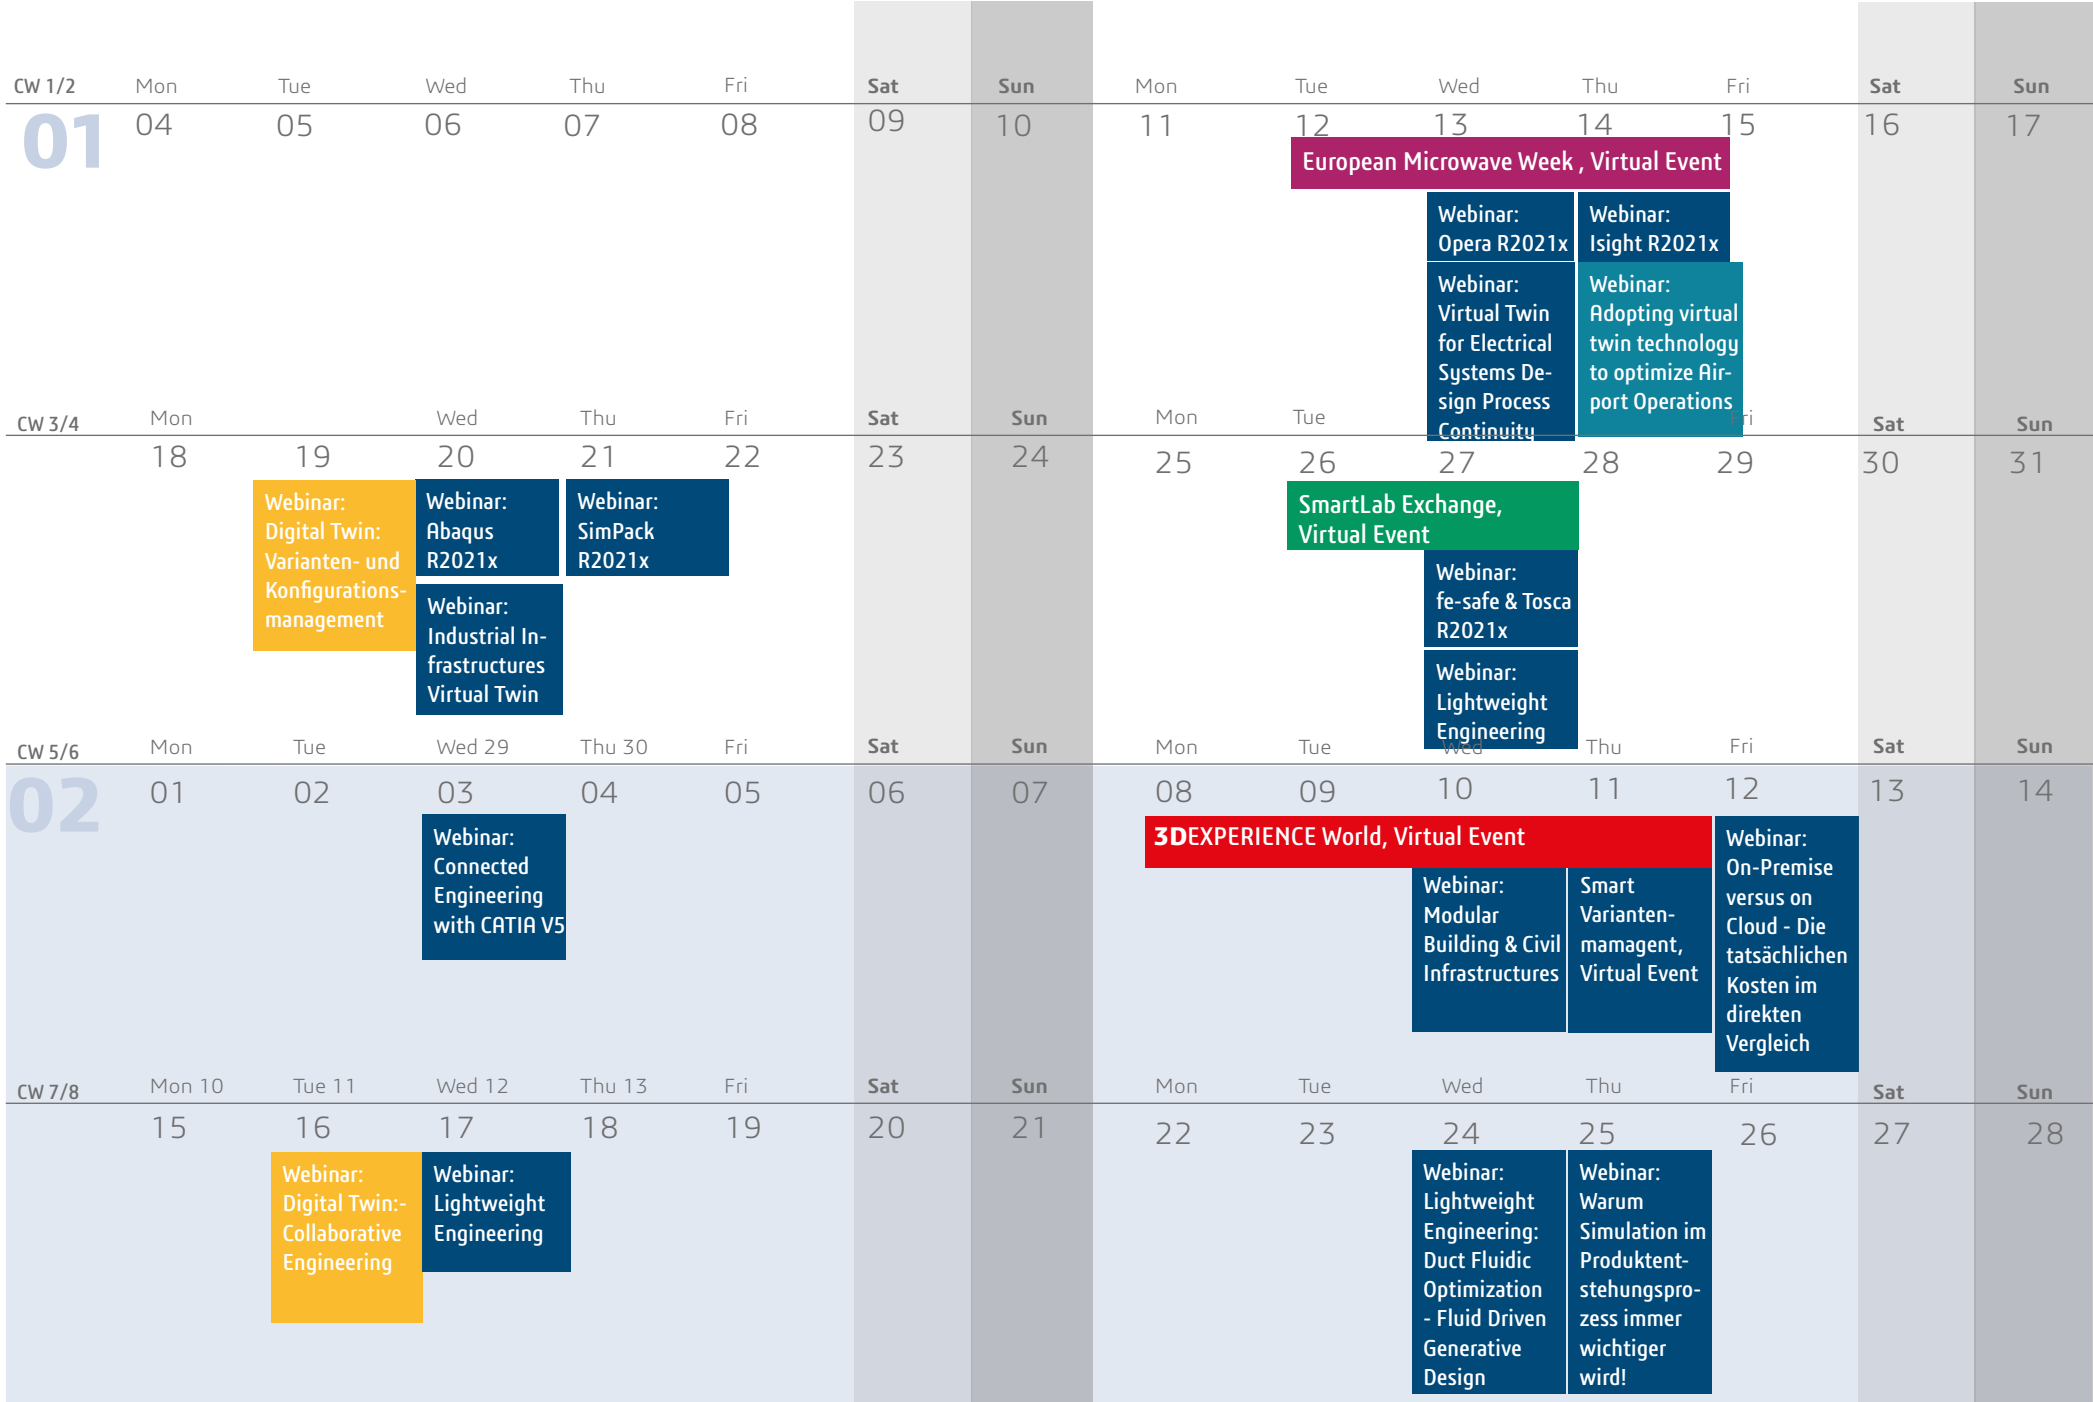 CW 1/2 Mon Tue Wed Thu Fri Sat Sun Mon Tue Wed Thu Fri Sat Sun
01 04 05 06 07 08 09 10 11 12 13 14 15 16 17
European Microwave Week , Virtual Event
Webinar:
Opera R2021x
Webinar:
Isight R2021x
Webinar:
Virtual Twin
for Electrical
Systems De-
sign Process
Continuity
Webinar:
Adopting virtual
twin technology
to optimize Air-
port Operations
CW 3/4 Mon Wed Thu Fri Sat Sun Mon Tue Fri Sat Sun
18 19 20 21 22 23 24 25 26 27 28 29 30 31
Webinar:
Digital Twin:
Varianten- und
Konfigurations-
management
Webinar:
Abaqus
R2021x
Webinar:
SimPack
R2021x
Webinar:
Industrial In-
frastructures
Virtual Twin
SmartLab Exchange,
Virtual Event
Webinar:
fe-safe & Tosca
R2021x
Webinar:
Lightweight
Engineering
CW 5/6 Mon Tue Wed 29 Thu 30 Fri Sat Sun Mon Tue Wed Thu Fri Sat Sun
02 01 02 03 04 05 06 07 08 09 10 11 12 13 14
Webinar:
Connected
Engineering
with CATIA V5
3DEXPERIENCE World, Virtual Event
Webinar:
Modular
Building & Civil
Infrastructures
Smart
Varianten-
mamagent,
Virtual Event
Webinar:
On-Premise
versus on
Cloud - Die
tatsächlichen
Kosten im
direkten
Vergleich
CW 7/8 Mon 10 Tue 11 Wed 12 Thu 13 Fri Sat Sun Mon Tue Wed Thu Fri Sat Sun
15 16 17 18 19 20 21 22 23 24 25 26 27 28
Webinar:
Digital Twin:-
Collaborative
Engineering
Webinar:
Lightweight
Engineering
Webinar:
Lightweight
Engineering:
Duct Fluidic
Optimization
- Fluid Driven
Generative
Design
Webinar:
Warum
Simulation im
Produktent-
stehungspro-
zess immer
wichtiger
wird!